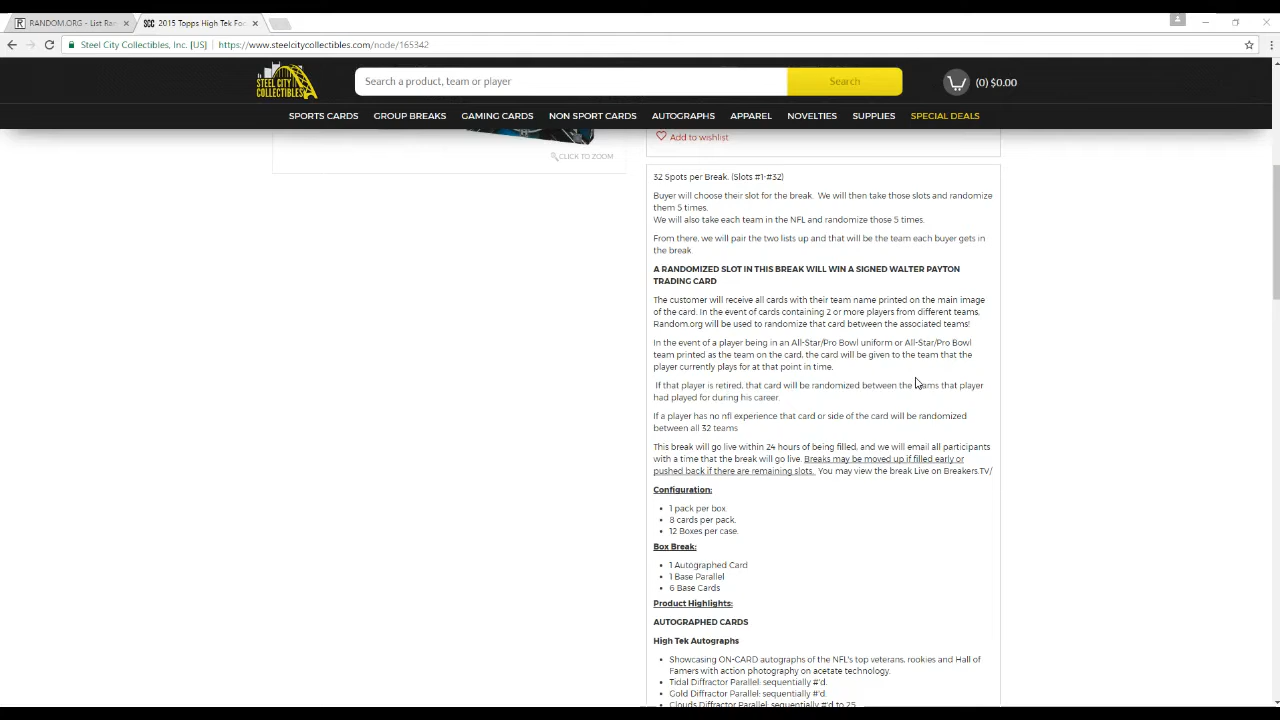 RANDOM.ORG - List Ra
2015 Topps High Tek Foo
Steel City Collectibles, Inc. [US]
https://www.steelcitycollectibles.com/node/165342
STEEL CITY
COLLECTIBLES
Search a product, team or player
Search
(0) $0.00
SPORTS CARDS
GROUP BREAKS
GAMING CARDS
NON SPORT CARDS
AUTOGRAPHS
APPAREL
NOVELTIES
SUPPLIES
SPECIAL DEALS
Add to wishlist
CLICK TO ZOOM
32 Spots per Break. (Slots #1-#32)
Buyer will choose their slot for the break. We will then take those slots and randomize
them 5 times.
We will also take each team in the NFL and randomize those 5 times.
From there, we will pair the two lists up and that will be the team each buyer gets in
the break
A RANDOMIZED SLOT IN THIS BREAK WILL WIN A SIGNED WALTER PAYTON
TRADING CARD
The customer will receive all cards with their team name printed on the main image
of the card. In the event of cards containing 2 or more players from different teams.
Random.org will be used to randomize that card between the associated teams!
In the event of a player being in an All-Star/Pro Bowl uniform or All-Star/Pro Bowl
team printed as the team on the card, the card will be given to the team that the
player currently plays for at that point in time.
If that player is retired, that card will be randomized between the teams that player
had played for during his career.
If a player has no nfl experience that card or side of the card will be randomized
between all 32 teams
This break will go live within 24 hours of being filled, and we will email all participants
with a time that the break will go live. Breaks may be moved up if filled early or
pushed back if there are remaining slots. You may view the break Live on Breakers.TV/
Configuration:
1 pack per box.
8 cards per pack.
12 Boxes per case.
Box Break:
1 Autographed Card
1 Base Parallel
6 Base Cards
Product Highlights:
AUTOGRAPHED CARDS
High Tek Autographs
Showcasing ON-CARD autographs of the NFL's top veterans, rookies and Hall of
Famers with action photography on acetate technology.
Tidal Diffractor Parallel: sequentially #'d.
Gold Diffractor Parallel: sequentially #'d.
Clouds Diffractor Parallel: sequentially #'d to 25